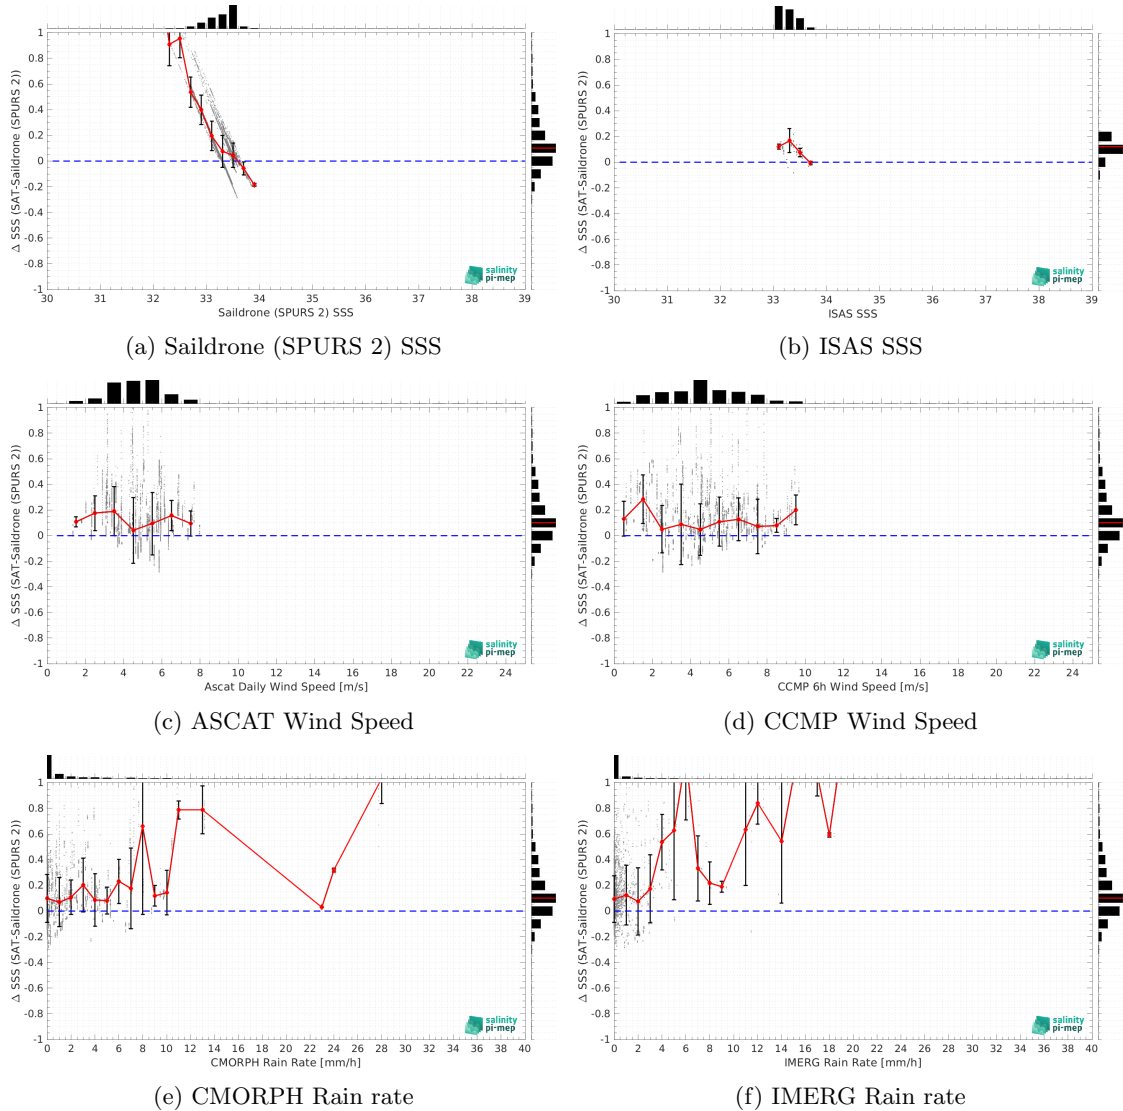 1
0.8
0.6
0.4
0.2
0
-0.2
-0.4
-0.6
-0.8
-1
Δ SSS (SAT-Saildrone (SPURS 2))
30 31 32 33 34 35 36 37 38 39
Saildrone (SPURS 2) SSS
salinity
pi-mep
(a) Saildrone (SPURS 2) SSS
1
0.8
0.6
0.4
0.2
0
-0.2
-0.4
-0.6
-0.8
-1
Δ SSS (SAT-Saildrone (SPURS 2))
30 31 32 33 34 35 36 37 38 39
ISAS SSS
salinity
pi-mep
(b) ISAS SSS
1
0.8
0.6
0.4
0.2
0
-0.2
-0.4
-0.6
-0.8
-1
Δ SSS (SAT-Saildrone (SPURS 2))
0 2 4 6 8 10 12 14 16 18 20 22 24
Ascat Daily Wind Speed [m/s]
salinity
pi-mep
(c) ASCAT Wind Speed
1
0.8
0.6
0.4
0.2
0
-0.2
-0.4
-0.6
-0.8
-1
Δ SSS (SAT-Saildrone (SPURS 2))
0 2 4 6 8 10 12 14 16 18 20 22 24
CCMP 6h Wind Speed [m/s]
salinity
pi-mep
(d) CCMP Wind Speed
1
0.8
0.6
0.4
0.2
0
-0.2
-0.4
-0.6
-0.8
-1
Δ SSS (SAT-Saildrone (SPURS 2))
0 2 4 6 8 10 12 14 16 18 20 22 24 26 28 30 32 34 36 38 40
CMORPH Rain Rate [mm/h]
salinity
pi-mep
(e) CMORPH Rain rate
1
0.8
0.6
0.4
0.2
0
-0.2
-0.4
-0.6
-0.8
-1
Δ SSS (SAT-Saildrone (SPURS 2))
0 2 4 6 8 10 12 14 16 18 20 22 24 26 28 30 32 34 36 38 40
IMERG Rain Rate [mm/h]
salinity
pi-mep
(f) IMERG Rain rate